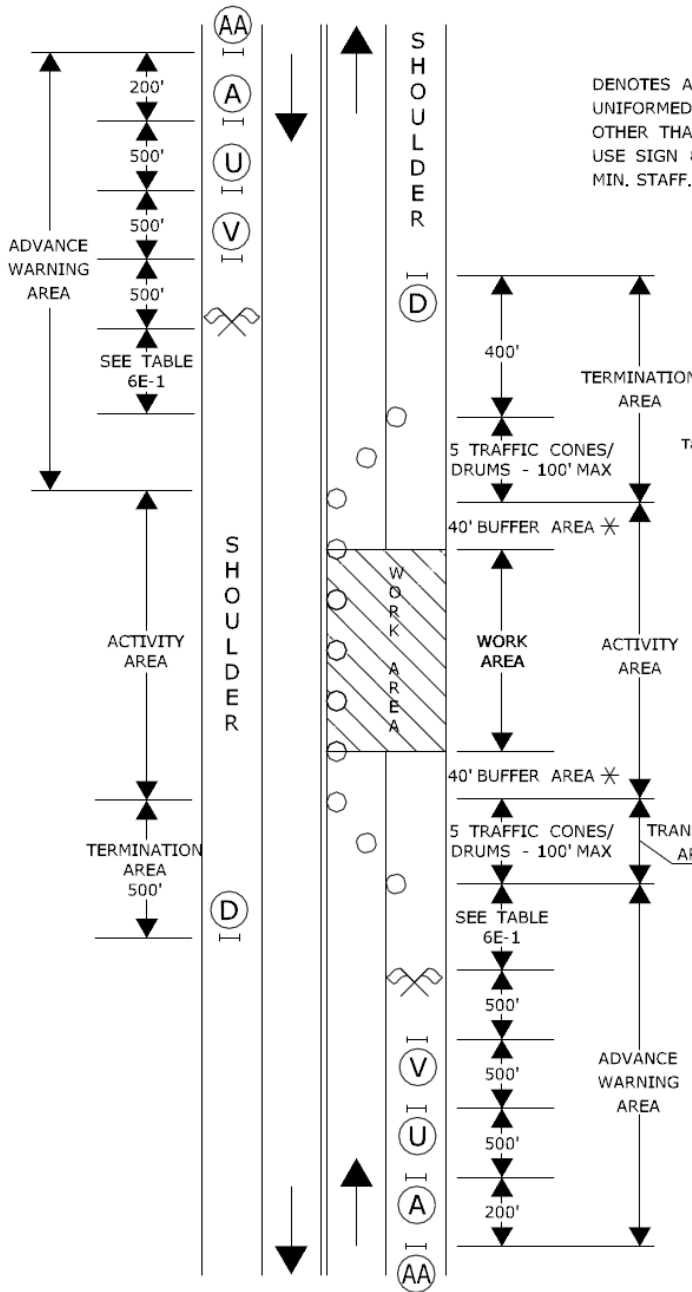 AA
200'
A
500'
U
500'
V
500'
ADVANCE
WARNING
AREA
SEE TABLE
6E-1
SHOULDER
ACTIVITY
AREA
TERMINATION
AREA
500'
D
SHOULDER
DENOTES A
UNIFORMED
OTHER THA
USE SIGN
MIN. STAFF.
D
400'
TERMINATION
AREA
5 TRAFFIC CONES/
DRUMS - 100' MAX
40' BUFFER AREA *
WORK AREA
WORK
AREA
ACTIVITY
AREA
40' BUFFER AREA *
5 TRAFFIC CONES/
DRUMS - 100' MAX
TRAN
SEE TABLE
6E-1
500'
V
500'
U
500'
A
200'
AA
ADVANCE
WARNING
AREA